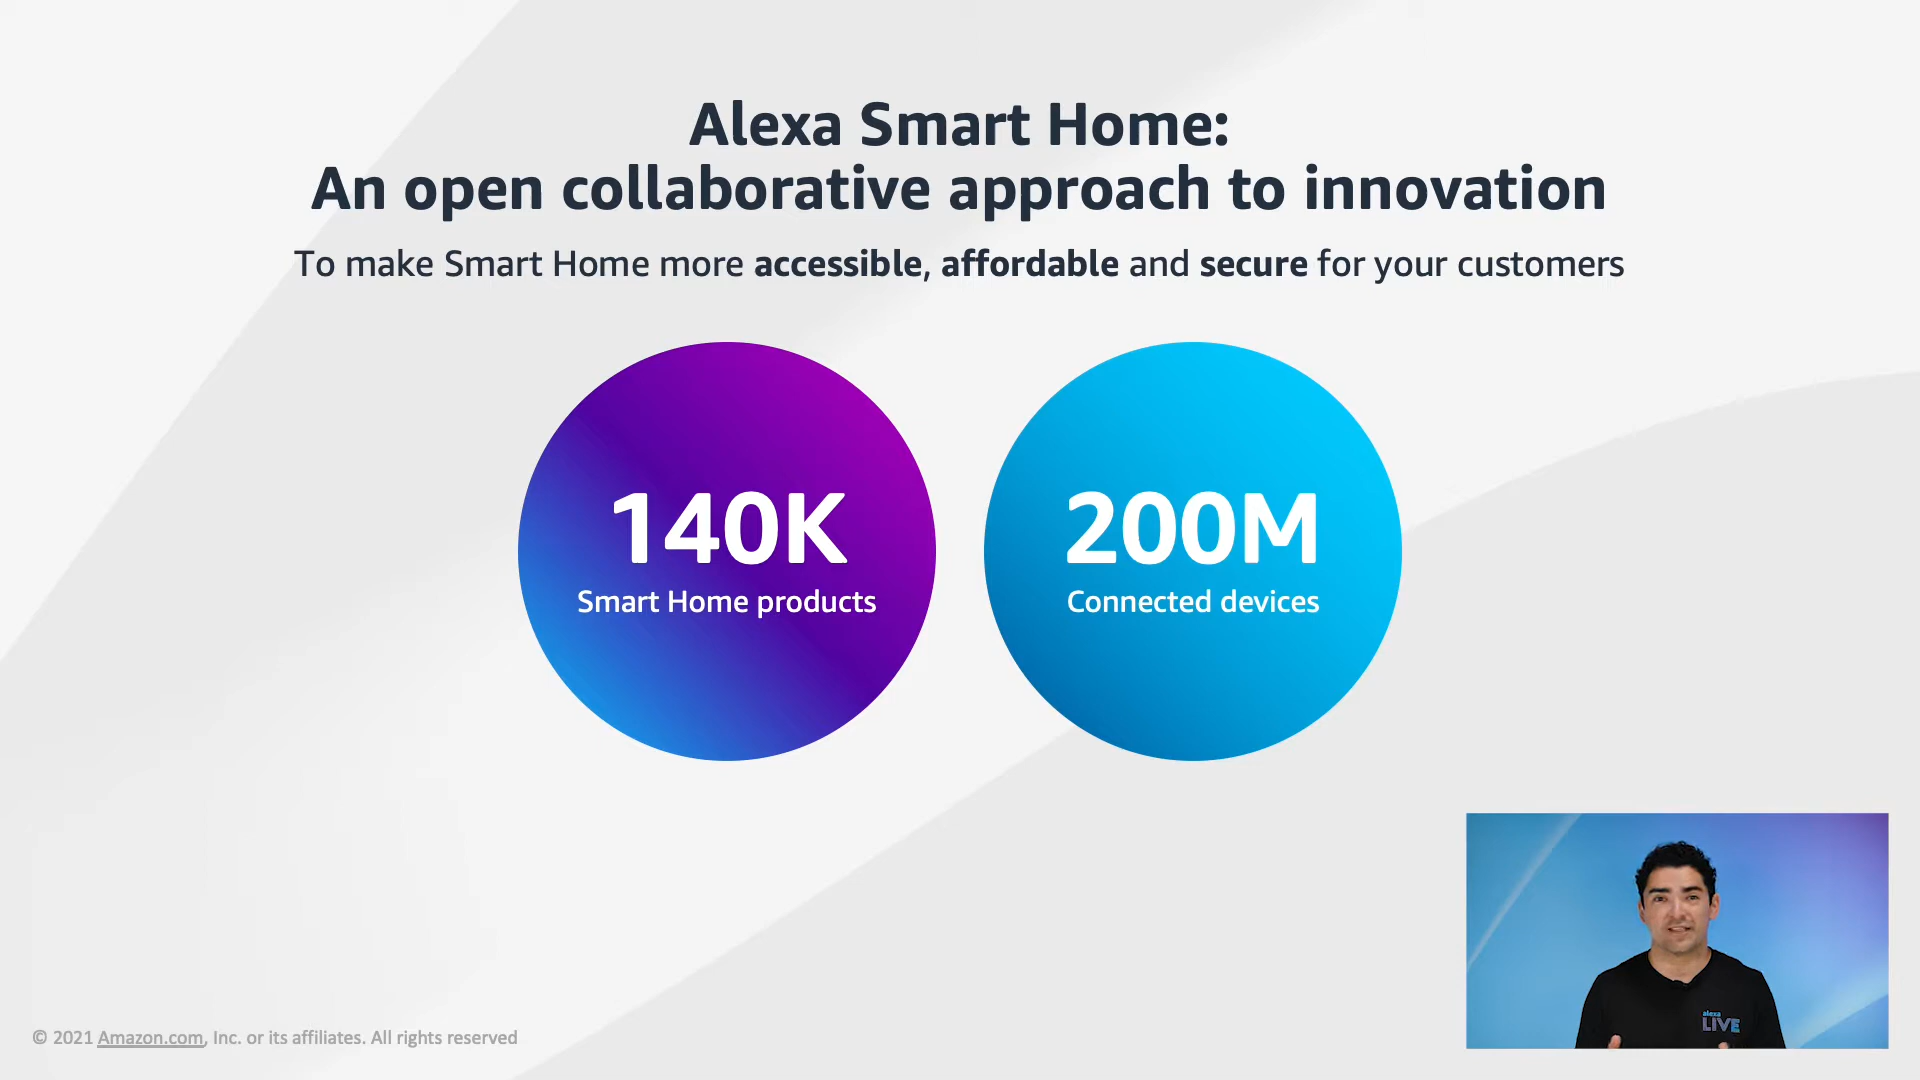 Alexa Smart Home:
An open collaborative approach to innovation
To make Smart Home more accessible, affordable and secure for your customers
140K
Smart Home products
200M
Connected devices
alexa
LIVE
© 2021 Amazon.com, Inc. or its affiliates. All rights reserved